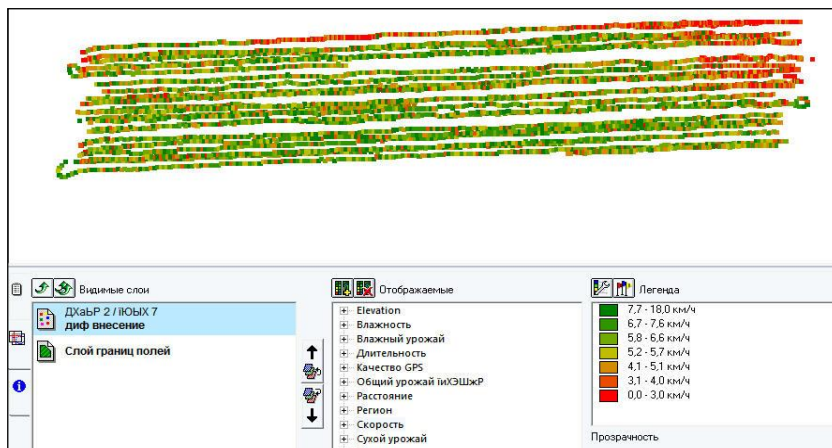 Видимые слои
ДХаЬР 2 / їЮЫХ 7
диф внесение
Слой границ полей
Отображаемые
Elevation
Влажность
Влажный урожай
Длительность
Качество GPS
Общий урожай їиХЭШжР
Расстояние
Регион
Скорость
Сухой урожай
Легенда
7,7 - 18,0 км/ч
6,7 - 7,6 км/ч
5,8 - 6,6 км/ч
5,2 - 5,7 км/ч
4,1 - 5,1 км/ч
3,1 - 4,0 км/ч
0,0 - 3,0 км/ч
Прозрачность